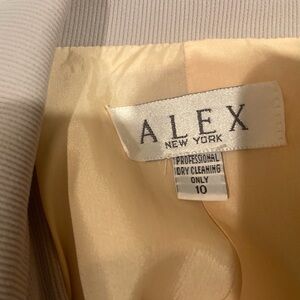 ALEX
NEW YORK
PROFESSIONAL
DRY CLEANING
ONLY
10